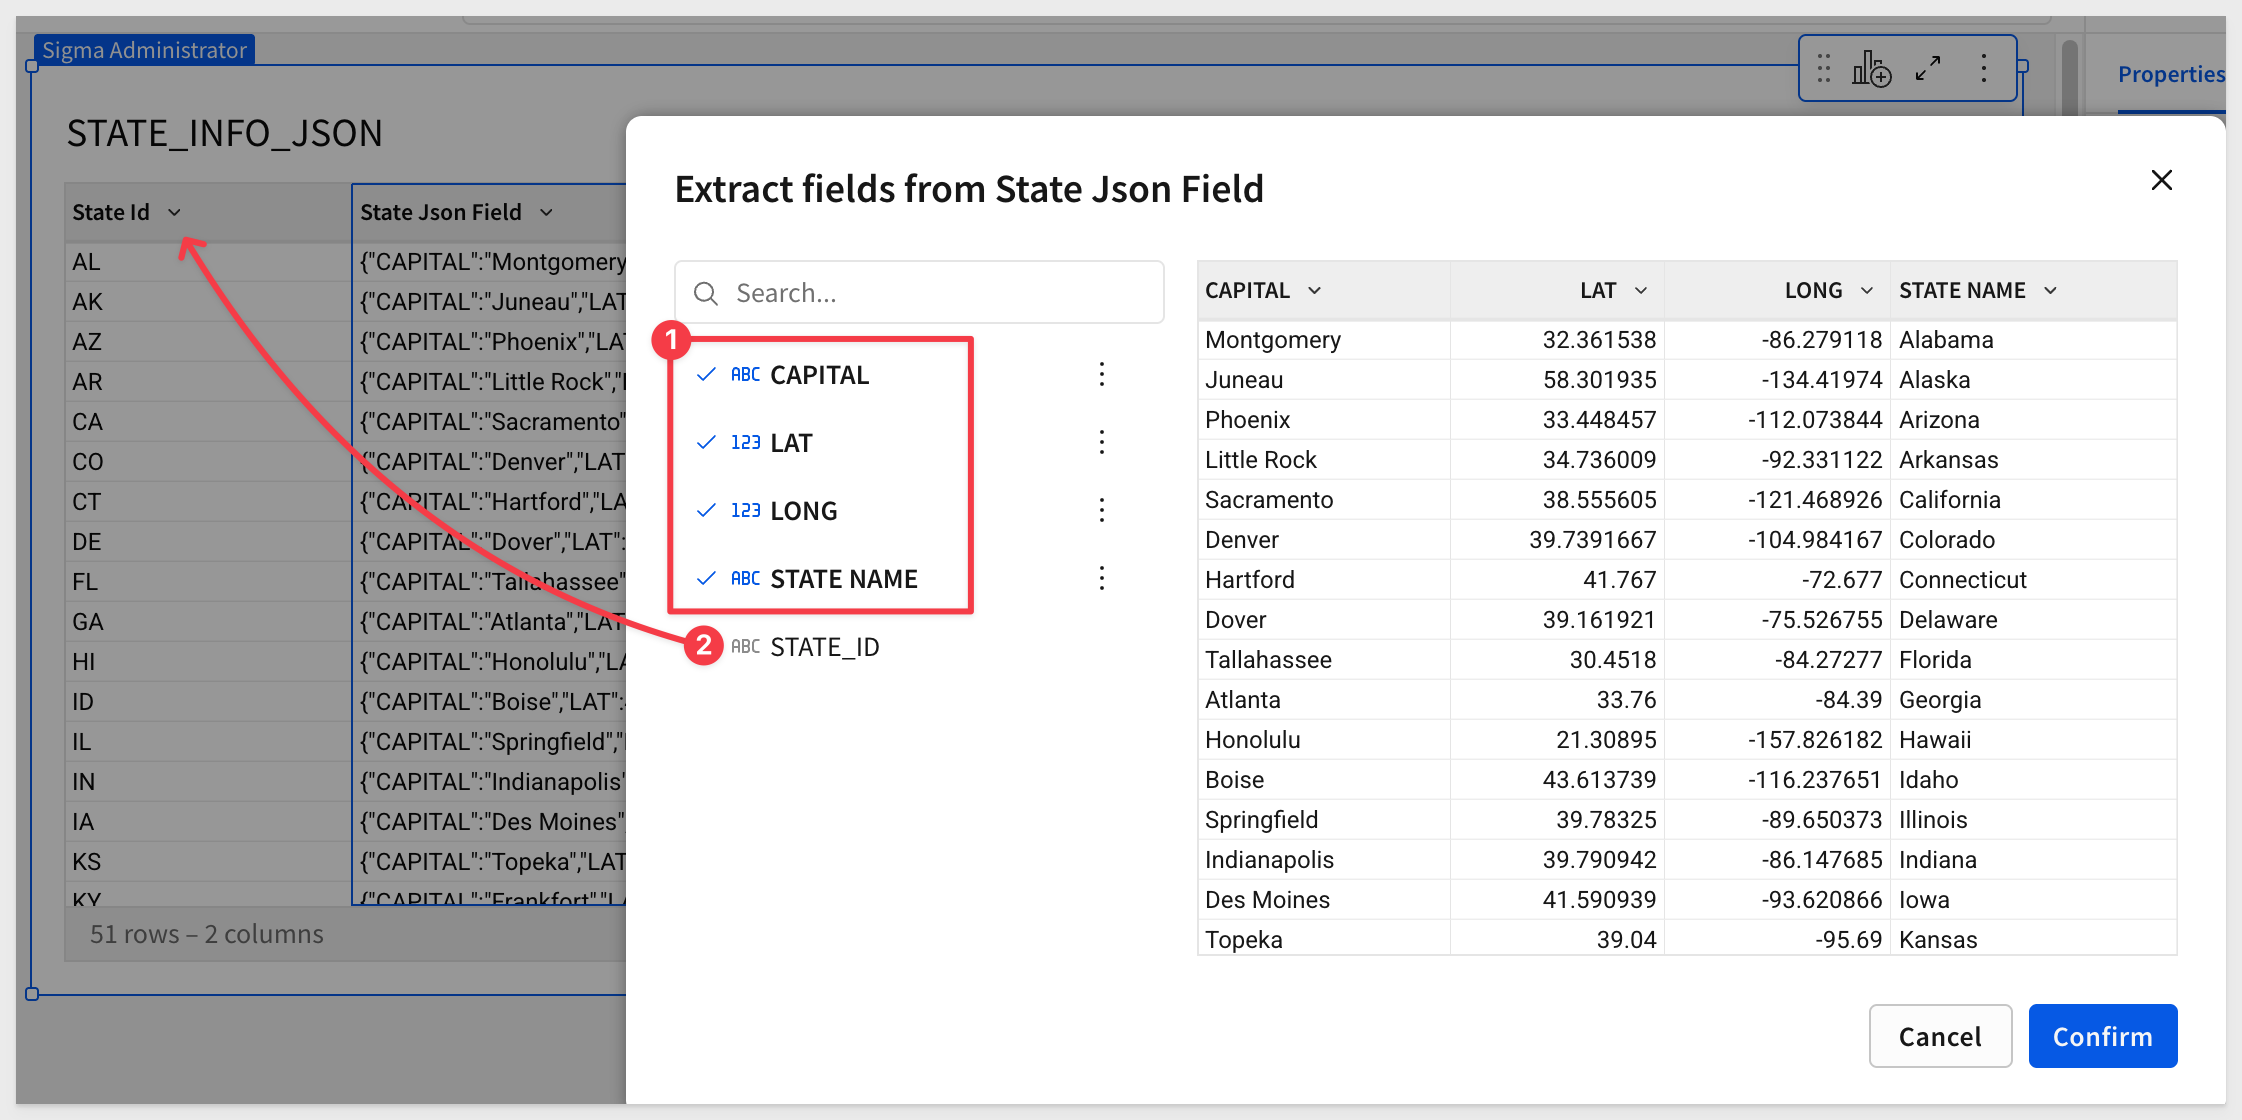 Sigma Administrator
Properties
STATE_INFO_JSON
State Id
State Json Field
AL
{"CAPITAL":"Montgomery
AK
{"CAPITAL":"Juneau","LAT
AZ
{"CAPITAL":"Phoenix","LAT
AR
{"CAPITAL":"Little Rock","
CA
{"CAPITAL":"Sacramento"
CO
{"CAPITAL":"Denver","LAT
CT
{"CAPITAL":"Hartford","LA
DE
{"CAPITAL":"Dover","LAT":
FL
{"CAPITAL":"Tallahassee"
GA
{"CAPITAL":"Atlanta","LAT
HI
{"CAPITAL":"Honolulu","LA
ID
{"CAPITAL":"Boise","LAT":
IL
{"CAPITAL":"Springfield","
IN
{"CAPITAL":"Indianapolis"
IA
{"CAPITAL":"Des Moines",
KS
{"CAPITAL":"Topeka","LAT
KY
{"CAPITAL":"Frankfort","L
51 rows – 2 columns
Extract fields from State Json Field
Search...
1
ABC CAPITAL
123 LAT
123 LONG
ABC STATE NAME
2 ABC STATE_ID
CAPITAL LAT LONG STATE NAME
Montgomery 32.361538 -86.279118 Alabama
Juneau 58.301935 -134.41974 Alaska
Phoenix 33.448457 -112.073844 Arizona
Little Rock 34.736009 -92.331122 Arkansas
Sacramento 38.555605 -121.468926 California
Denver 39.7391667 -104.984167 Colorado
Hartford 41.767 -72.677 Connecticut
Dover 39.161921 -75.526755 Delaware
Tallahassee 30.4518 -84.27277 Florida
Atlanta 33.76 -84.39 Georgia
Honolulu 21.30895 -157.826182 Hawaii
Boise 43.613739 -116.237651 Idaho
Springfield 39.78325 -89.650373 Illinois
Indianapolis 39.790942 -86.147685 Indiana
Des Moines 41.590939 -93.620866 Iowa
Topeka 39.04 -95.69 Kansas
Cancel
Confirm